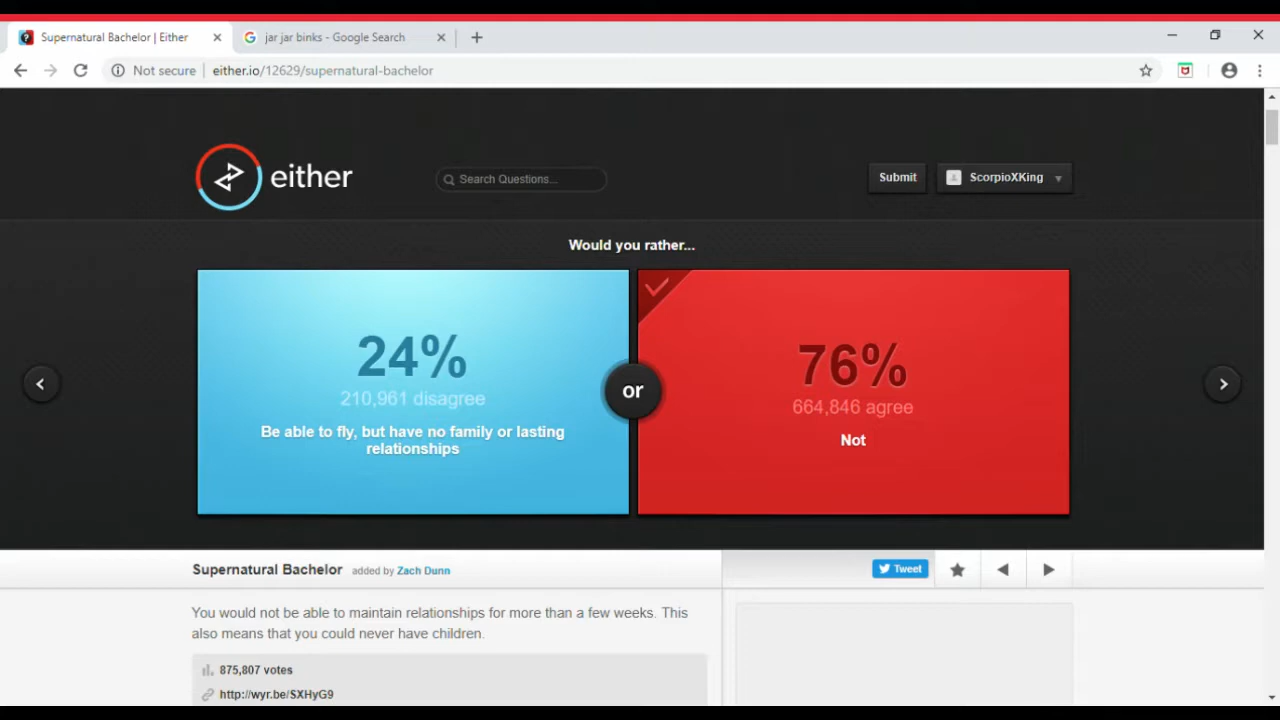 Supernatural Bachelor | Either
jar jar binks - Google Search
Not secure
either.io/12629/supernatural-bachelor
either
Search Questions...
Submit
ScorpioXKing
Would you rather...
24%
210,961 disagree
Be able to fly, but have no family or lasting
relationships
or
76%
664,846 agree
Not
Supernatural Bachelor added by Zach Dunn
Tweet
You would not be able to maintain relationships for more than a few weeks. This
also means that you could never have children.
875,807 votes
http://wyr.be/SXHyG9